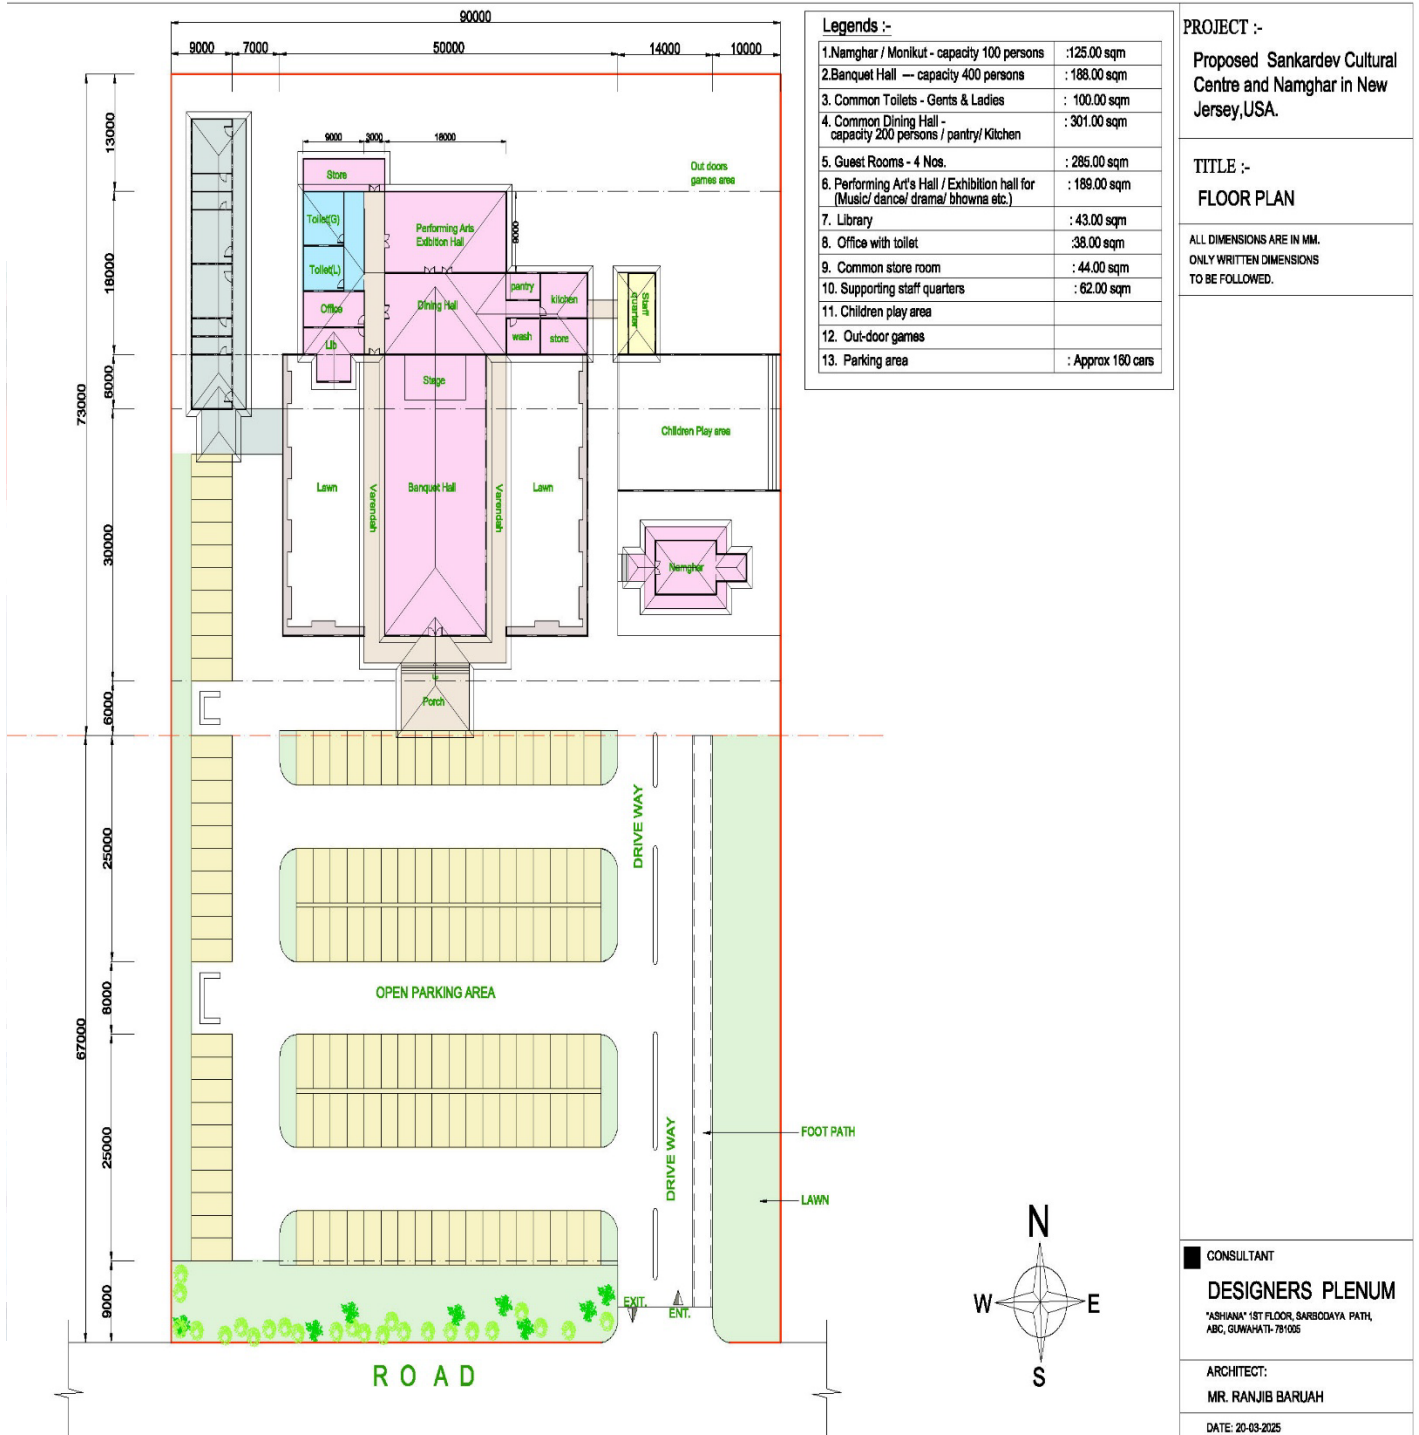 90000
9000
7000
50000
14000
10000
Legends :-
1.Namghar / Monikut - capacity 100 persons :125.00 sqm
2.Banquet Hall --- capacity 400 persons : 188.00 sqm
3. Common Toilets - Gents & Ladies : 100.00 sqm
4. Common Dining Hall -
capacity 200 persons / pantry/ Kitchen : 301.00 sqm
5. Guest Rooms - 4 Nos. : 285.00 sqm
6. Performing Art's Hall / Exhibition hall for : 189.00 sqm
(Music/ dance/ drama/ bhowna etc.)
7. Library : 43.00 sqm
8. Office with toilet :38.00 sqm
9. Common store room : 44.00 sqm
10. Supporting staff quarters : 62.00 sqm
11. Children play area
12. Out-door games
13. Parking area : Approx 160 cars
PROJECT :-
Proposed Sankardev Cultural
Centre and Namghar in New
Jersey,USA.
TITLE :-
FLOOR PLAN
ALL DIMENSIONS ARE IN MM.
ONLY WRITTEN DIMENSIONS
TO BE FOLLOWED.
13000
18000
6000
73000
30000
6000
25000
8000
67000
25000
9000
9000
3000
18000
Out doors
games area
Store
Toilet(G)
Performing Arts
Exibition Hall
9000
Toilet(L)
pantry
kitchen
Office
Dining Hall
Staff
quarter
Lib
wash
store
Stage
Children Play area
Lawn
Varendah
Banquet Hall
Varendah
Lawn
Namghar
Porch
DRIVE WAY
OPEN PARKING AREA
DRIVE WAY
FOOT PATH
LAWN
EXIT.
ENT.
R O A D
N
W
E
S
CONSULTANT
DESIGNERS PLENUM
"ASHIANA" 1ST FLOOR, SARBODAYA PATH,
ABC, GUWAHATI- 781005
ARCHITECT:
MR. RANJIB BARUAH
DATE: 20-03-2025